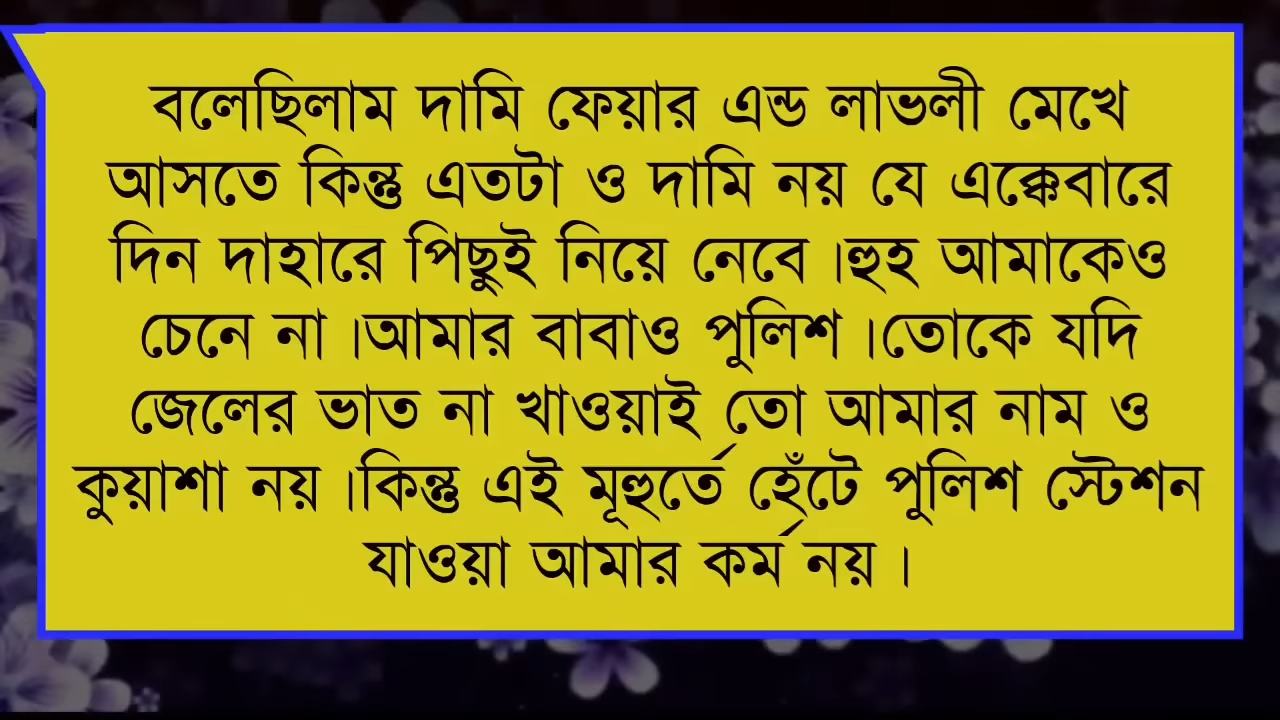 বলেছিলাম দামি ফেয়ার এন্ড লাভলী মেখে
আসতে কিন্তু এতটা ও দামি নয় যে এক্কেবারে
দিন দাহারে পিছুই নিয়ে নেবে ।হুহ আমাকেও
চেনে না ।আমার বাবাও পুলিশ ।তোকে যদি
জেলের ভাত না খাওয়াই তো আমার নাম ও
কুয়াশা নয় ।কিন্তু এই মূহুর্তে হেঁটে পুলিশ স্টেশন
যাওয়া আমার কর্ম নয় ।